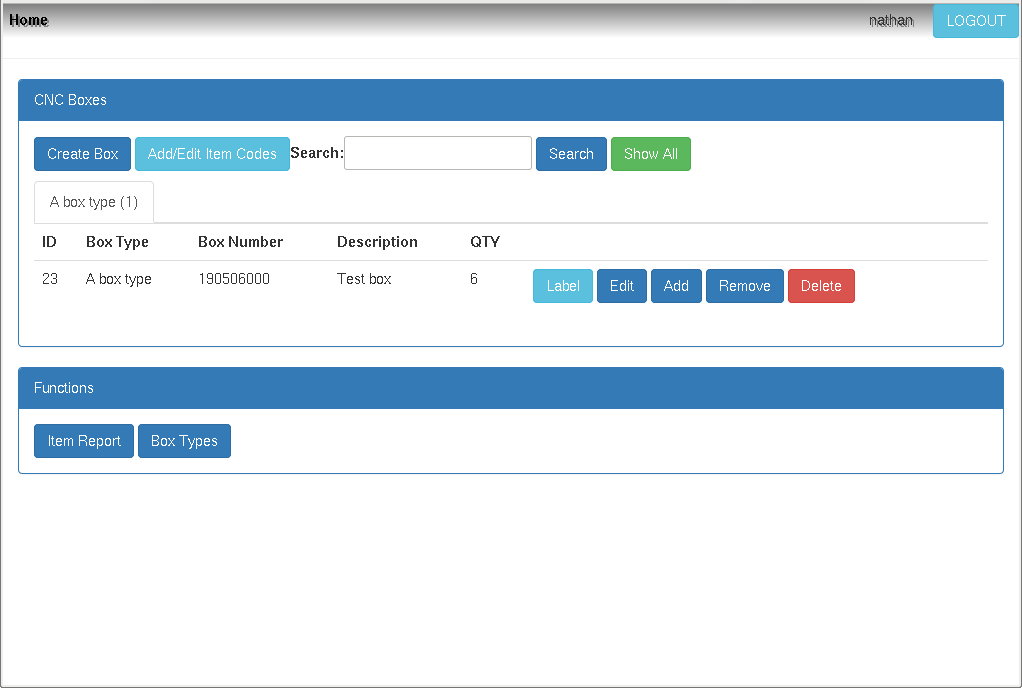 Home nathan LOGOUT
CNC Boxes
Create Box Add/Edit Item Codes Search: Search Show All
A box type (1)
ID Box Type Box Number Description QTY
23 A box type 190506000 Test box 6 Label Edit Add Remove Delete
Functions
Item Report Box Types